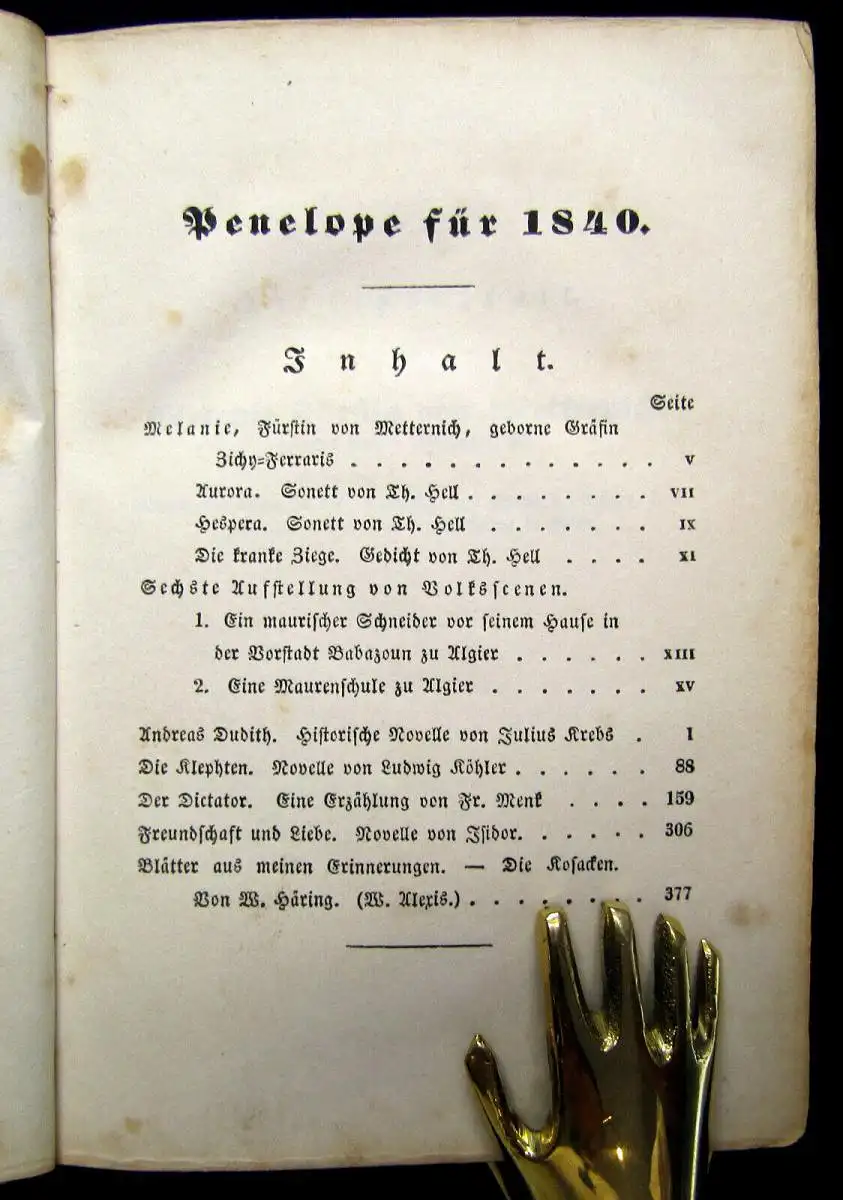 Penelope für 1840.
Inhalt.
Seite
Melanie, Fürstin von Metternich, geborne Gräfin
Zichy=Ferraris . . . . . . . . . . . . . V
Aurora. Sonett von Th. Hell . . . . . . . . VII
Hespera. Sonett von Th. Hell . . . . . . . IX
Die kranke Ziege. Gedicht von Th. Hell . . . . XI
Sechste Aufstellung von Volksscenen.
1. Ein maurischer Schneider vor seinem Hause in
der Vorstadt Babazoun zu Algier . . . . . . XIII
2. Eine Maurenschule zu Algier . . . . . . . XV
Andreas Dudith. Historische Novelle von Julius Krebs . 1
Die Klephten. Novelle von Ludwig Köhler . . . . . . 88
Der Dictator. Eine Erzählung von Fr. Menk . . . . 159
Freundschaft und Liebe. Novelle von Isidor. . . . . . 306
Blätter aus meinen Erinnerungen. — Die Kosacken.
Von W. Häring. (W. Alexis.) . . . . . . . . 377